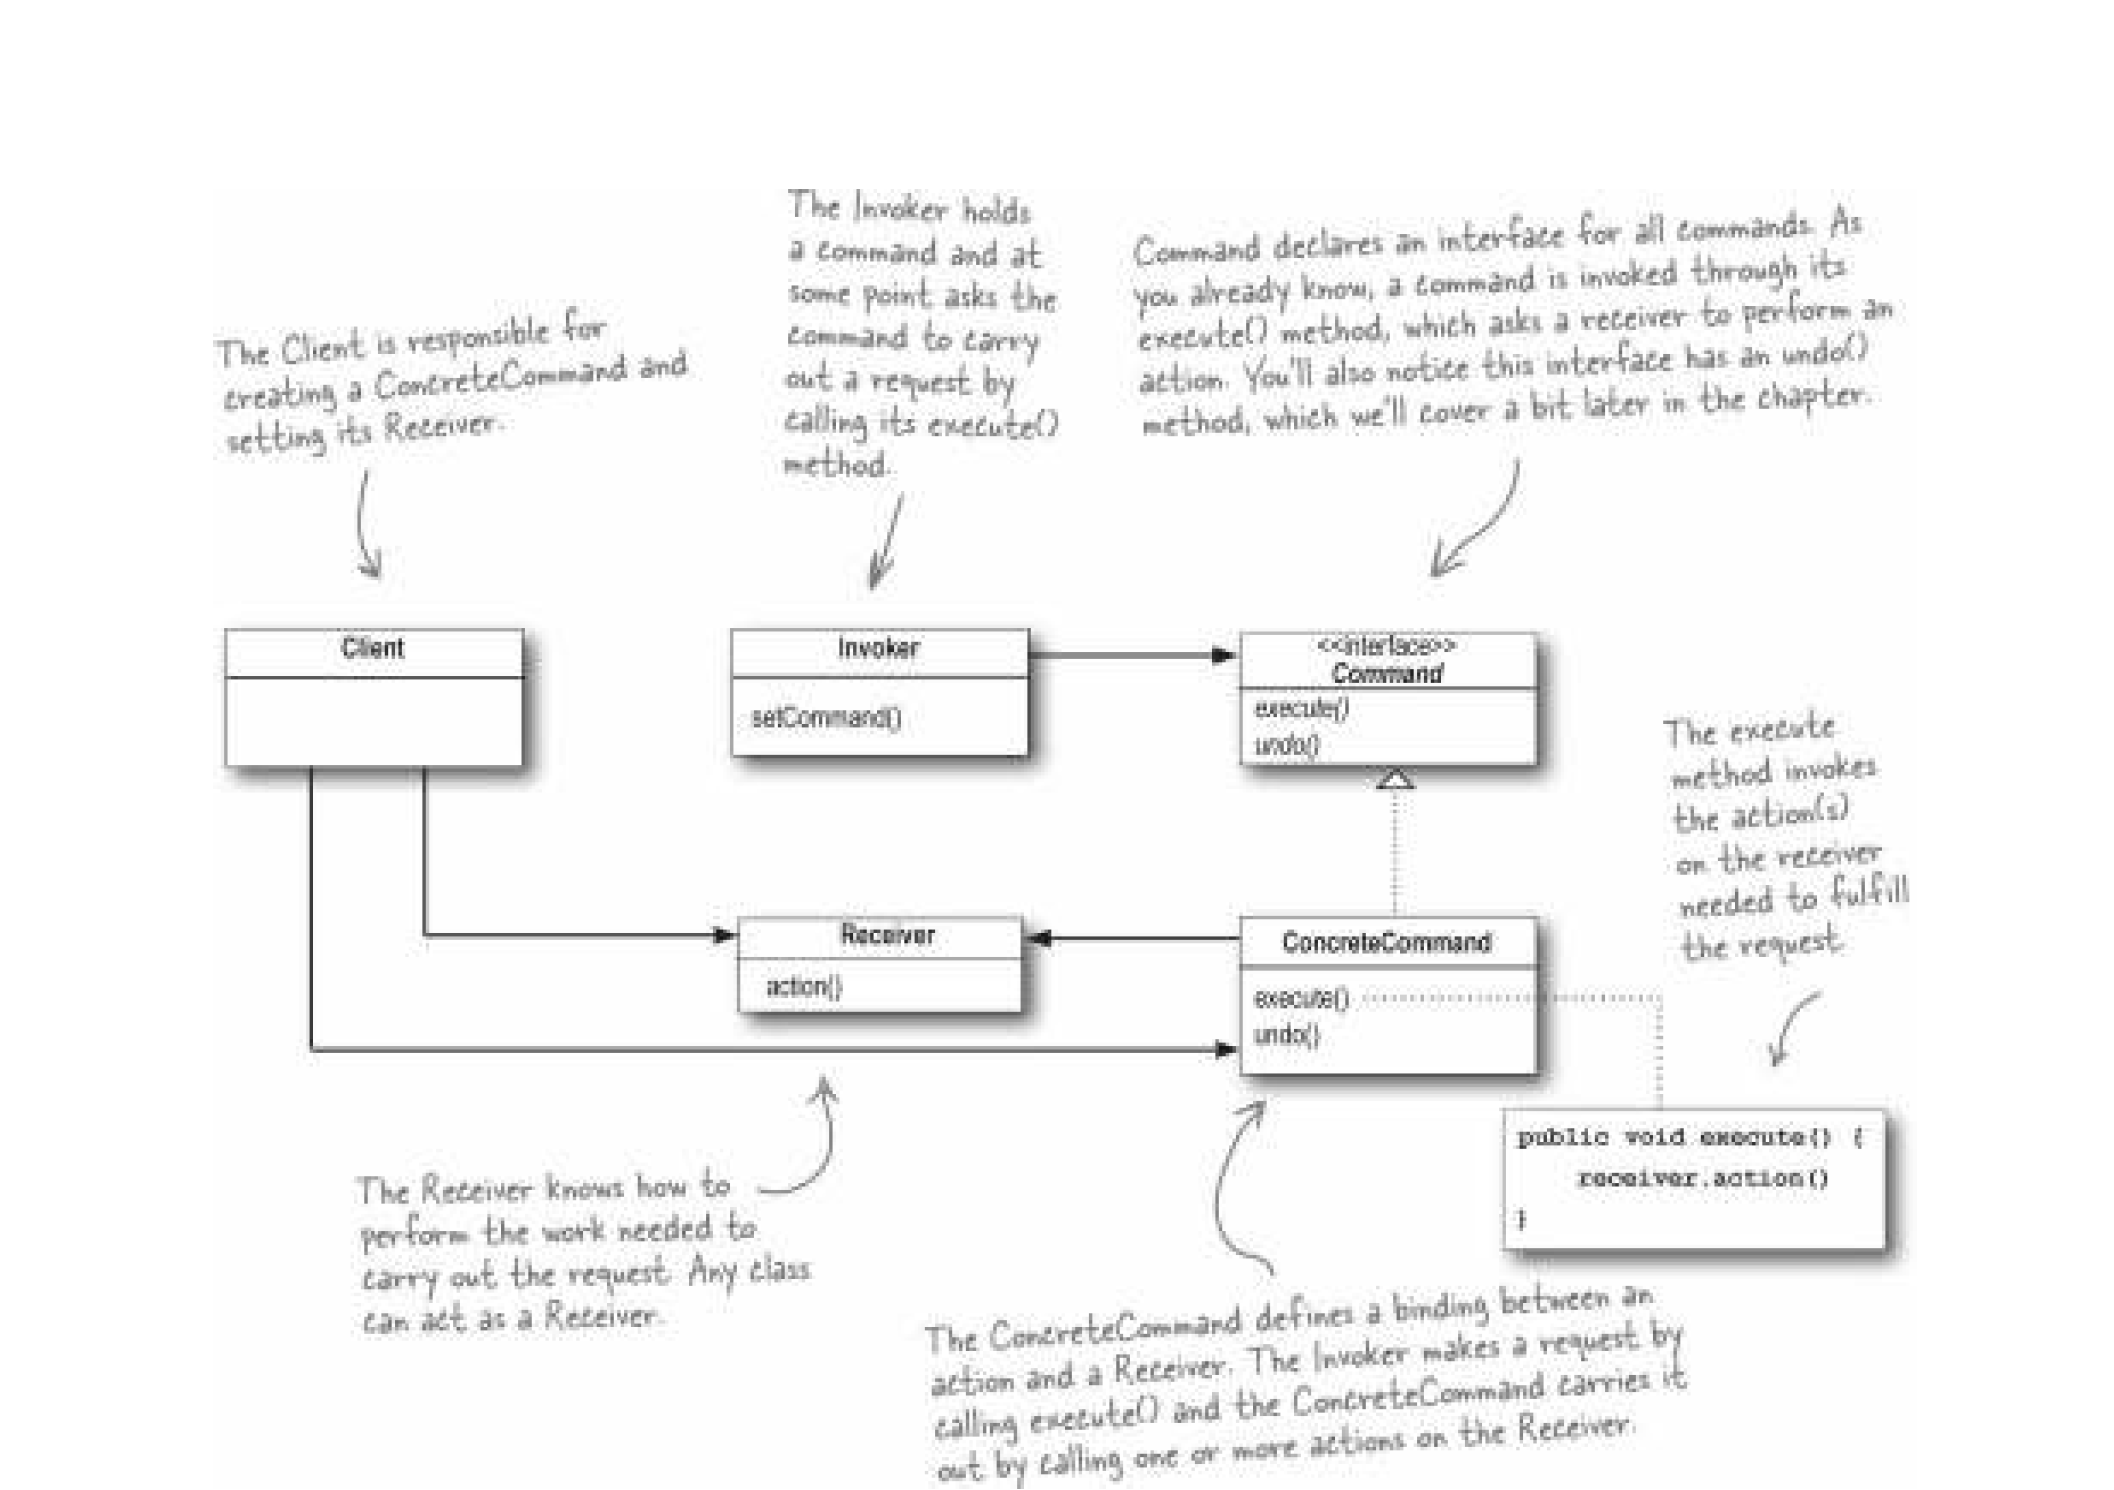 The Client is responsible for
creating a ConcreteCommand and
setting its Receiver.
The Invoker holds
a command and at
some point asks the
command to carry
out a request by
calling its execute()
method.
Command declares an interface for all commands. As
you already know, a command is invoked through its
execute() method, which asks a receiver to perform an
action. You'll also notice this interface has an undo()
method, which we'll cover a bit later in the chapter.
Client
Invoker
setCommand()
<<interface>>
Command
execute()
undo()
The execute
method invokes
the action(s)
on the receiver
needed to fulfill
the request
Receiver
action()
ConcreteCommand
execute()
undo()
public void execute() {
receiver.action()
}
The Receiver knows how to
perform the work needed to
carry out the request. Any class
can act as a Receiver.
The ConcreteCommand defines a binding between an
action and a Receiver. The Invoker makes a request by
calling execute() and the ConcreteCommand carries it
out by calling one or more actions on the Receiver.